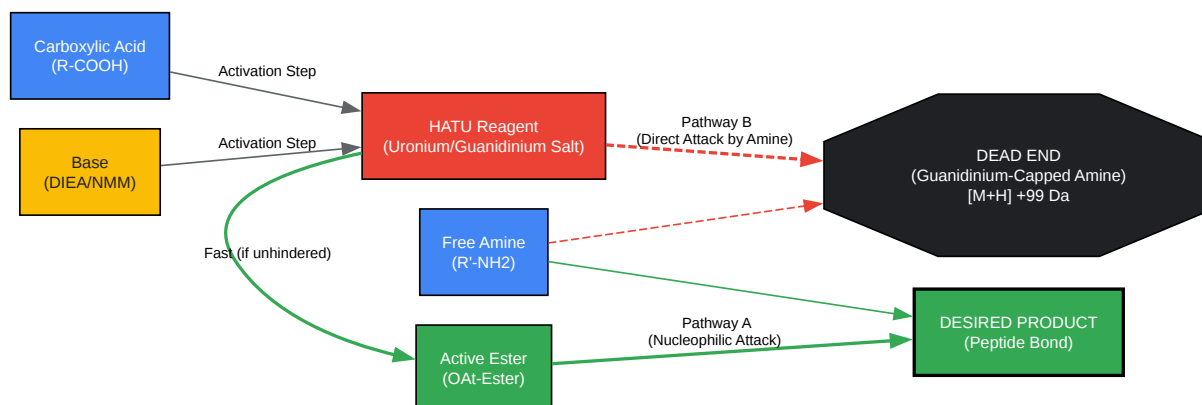 Carboxylic Acid
(R-COOH)
Activation Step
Base
(DIEA/NMM)
Activation Step
HATU Reagent
(Uronium/Guanidinium Salt)
Pathway B
(Direct Attack by Amine)
DEAD END
(Guanidinium-Capped Amine)
[M+H] +99 Da
Fast (if unhindered)
Free Amine
(R'-NH2)
Active Ester
(OAt-Ester)
Pathway A
(Nucleophilic Attack)
DESIRED PRODUCT
(Peptide Bond)